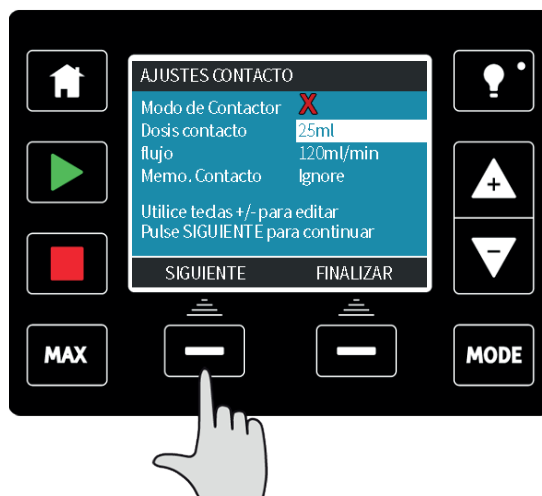 AJUSTES CONTACTO
Modo de Contactor X
Dosis contacto 25ml
flujo 120ml/min
Memo. Contacto Ignore
Utilice teclas +/- para editar
Pulse SIGUIENTE para continuar
SIGUIENTE FINALIZAR
+
-
MAX
MODE